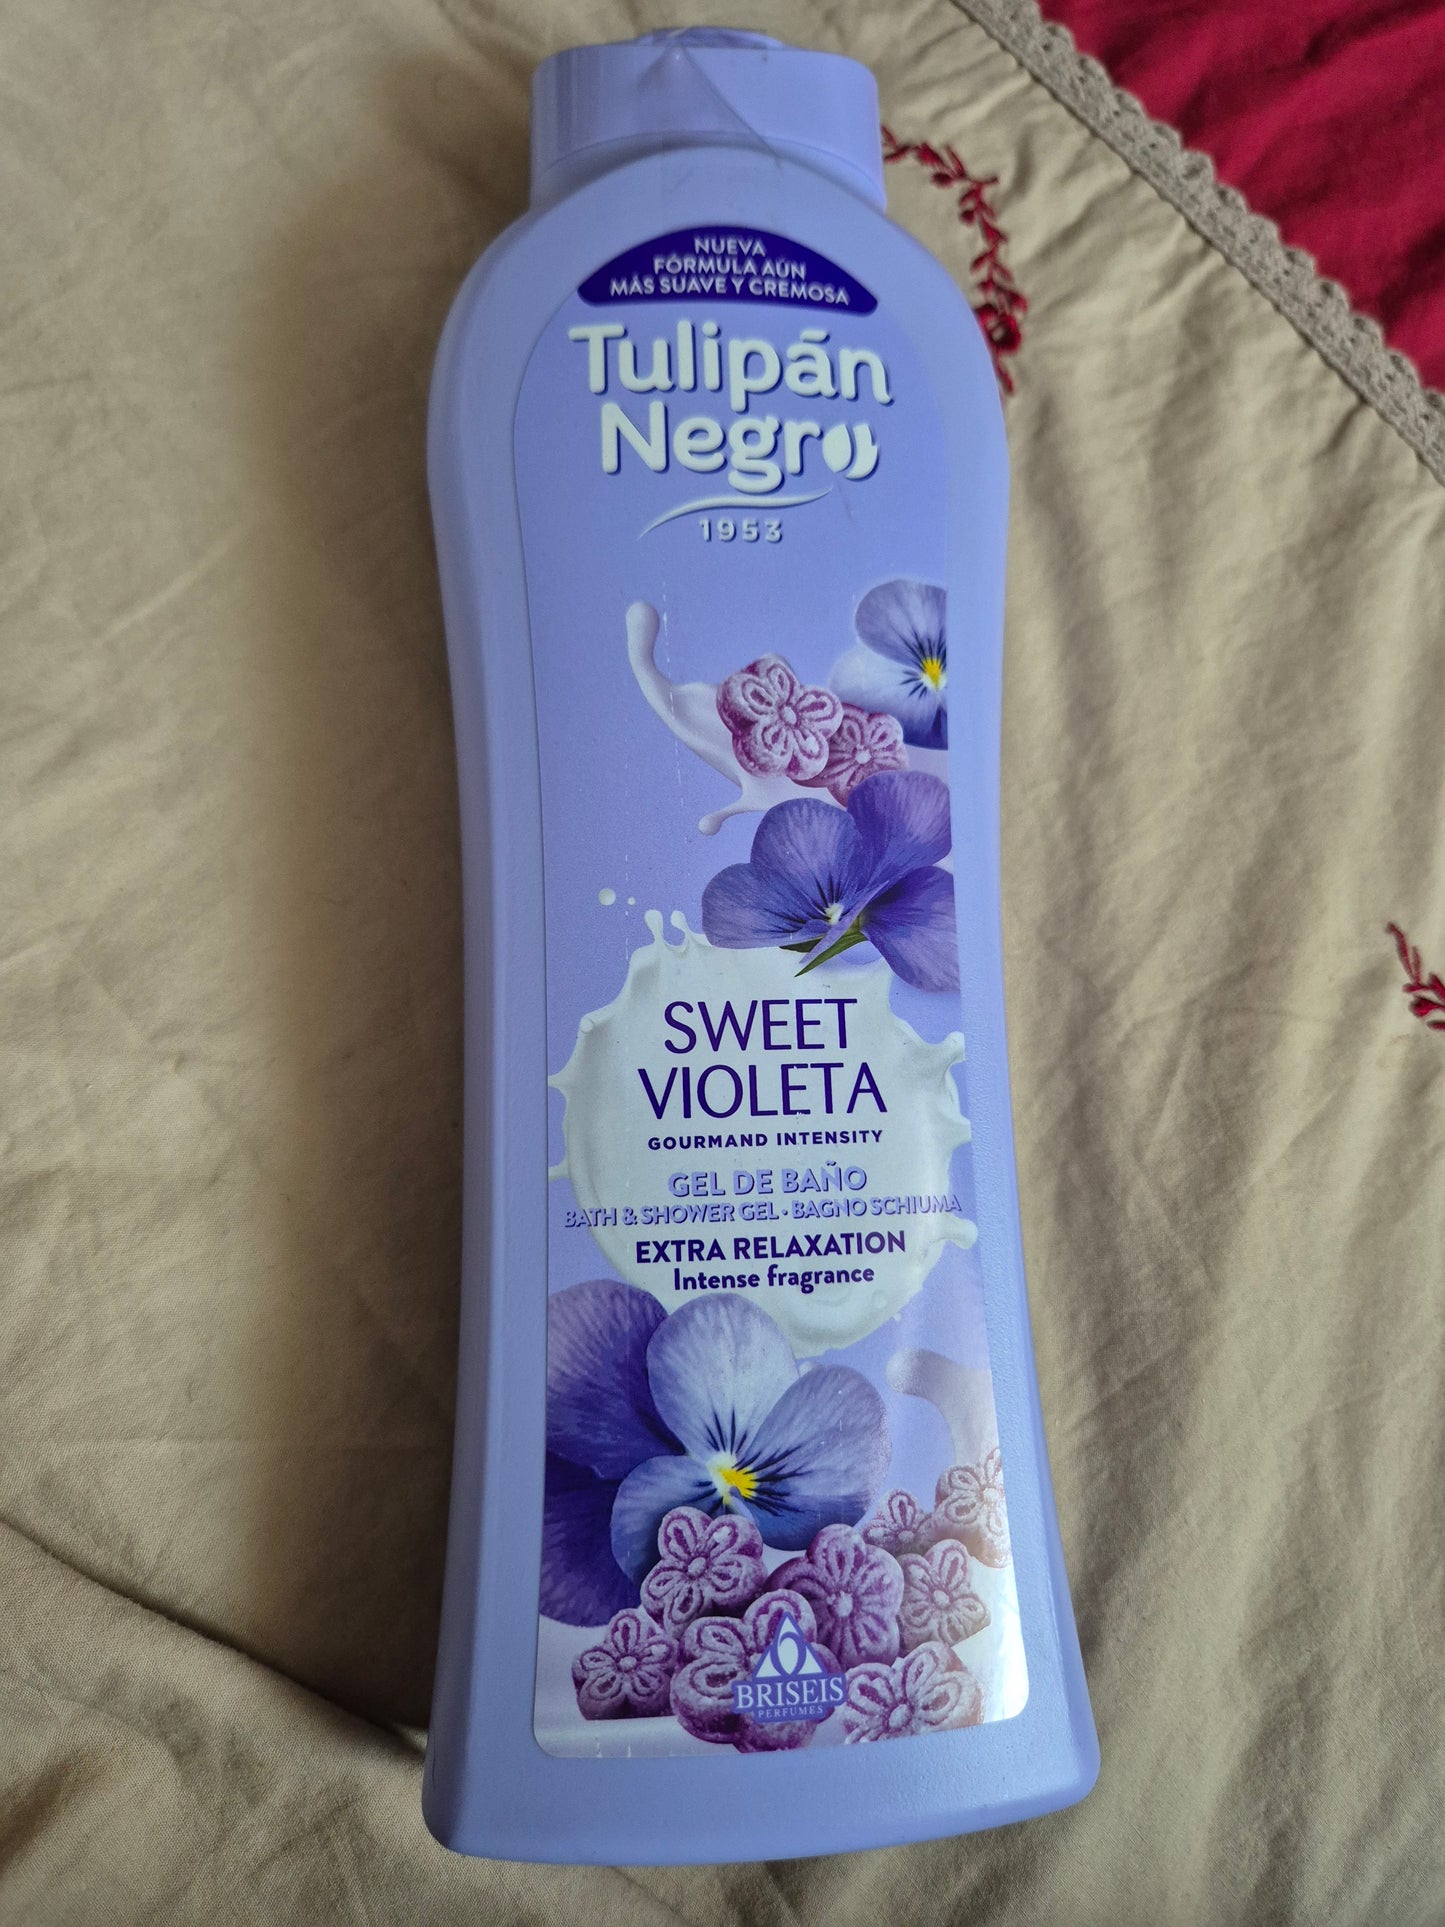 NUEVA
FÓRMULA AÚN
MÁS SUAVE Y CREMOSA
Tulipán
Negro
1953
SWEET
VIOLETA
GOURMAND INTENSITY
GEL DE BAÑO
BATH & SHOWER GEL • BAGNO SCHIUMA
EXTRA RELAXATION
Intense fragrance
BRISEIS
PERFUMES